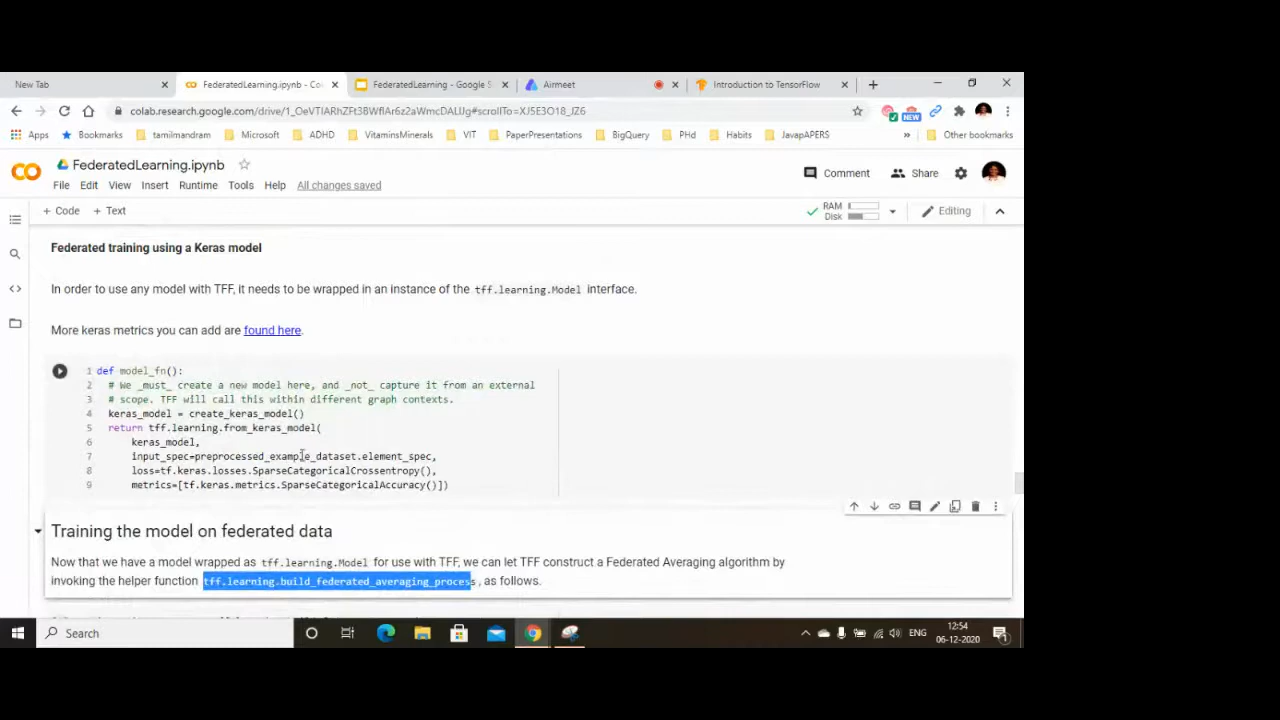 New Tab
FederatedLearning.ipynb - Co
FederatedLearning - Google S
Airmeet
Introduction to TensorFlow
colab.research.google.com/drive/1_OeVTIARhZFt3BWflAr6z2aWmcDALUg#scrollTo=XJ5E3O18_JZ6
NEW
Apps
Bookmarks
tamilmandram
Microsoft
ADHD
VitaminsMinerals
VIT
PaperPresentations
BigQuery
PHd
Habits
JavapAPERS
»
Other bookmarks
FederatedLearning.ipynb
File Edit View Insert Runtime Tools Help All changes saved
Comment
Share
+ Code + Text
RAM
Disk
Editing
Federated training using a Keras model
In order to use any model with TFF, it needs to be wrapped in an instance of the tff.learning.Model interface.
More keras metrics you can add are found here.
1 def model_fn():
2 # We _must_ create a new model here, and _not_ capture it from an external
3 # scope. TFF will call this within different graph contexts.
4 keras_model = create_keras_model()
5 return tff.learning.from_keras_model(
6 keras_model,
7 input_spec=preprocessed_example_dataset.element_spec,
8 loss=tf.keras.losses.SparseCategoricalCrossentropy(),
9 metrics=[tf.keras.metrics.SparseCategoricalAccuracy()])
Training the model on federated data
Now that we have a model wrapped as tff.learning.Model for use with TFF, we can let TFF construct a Federated Averaging algorithm by
invoking the helper function tff.learning.build_federated_averaging_process, as follows.
Search
ENG
12:54
06-12-2020
1